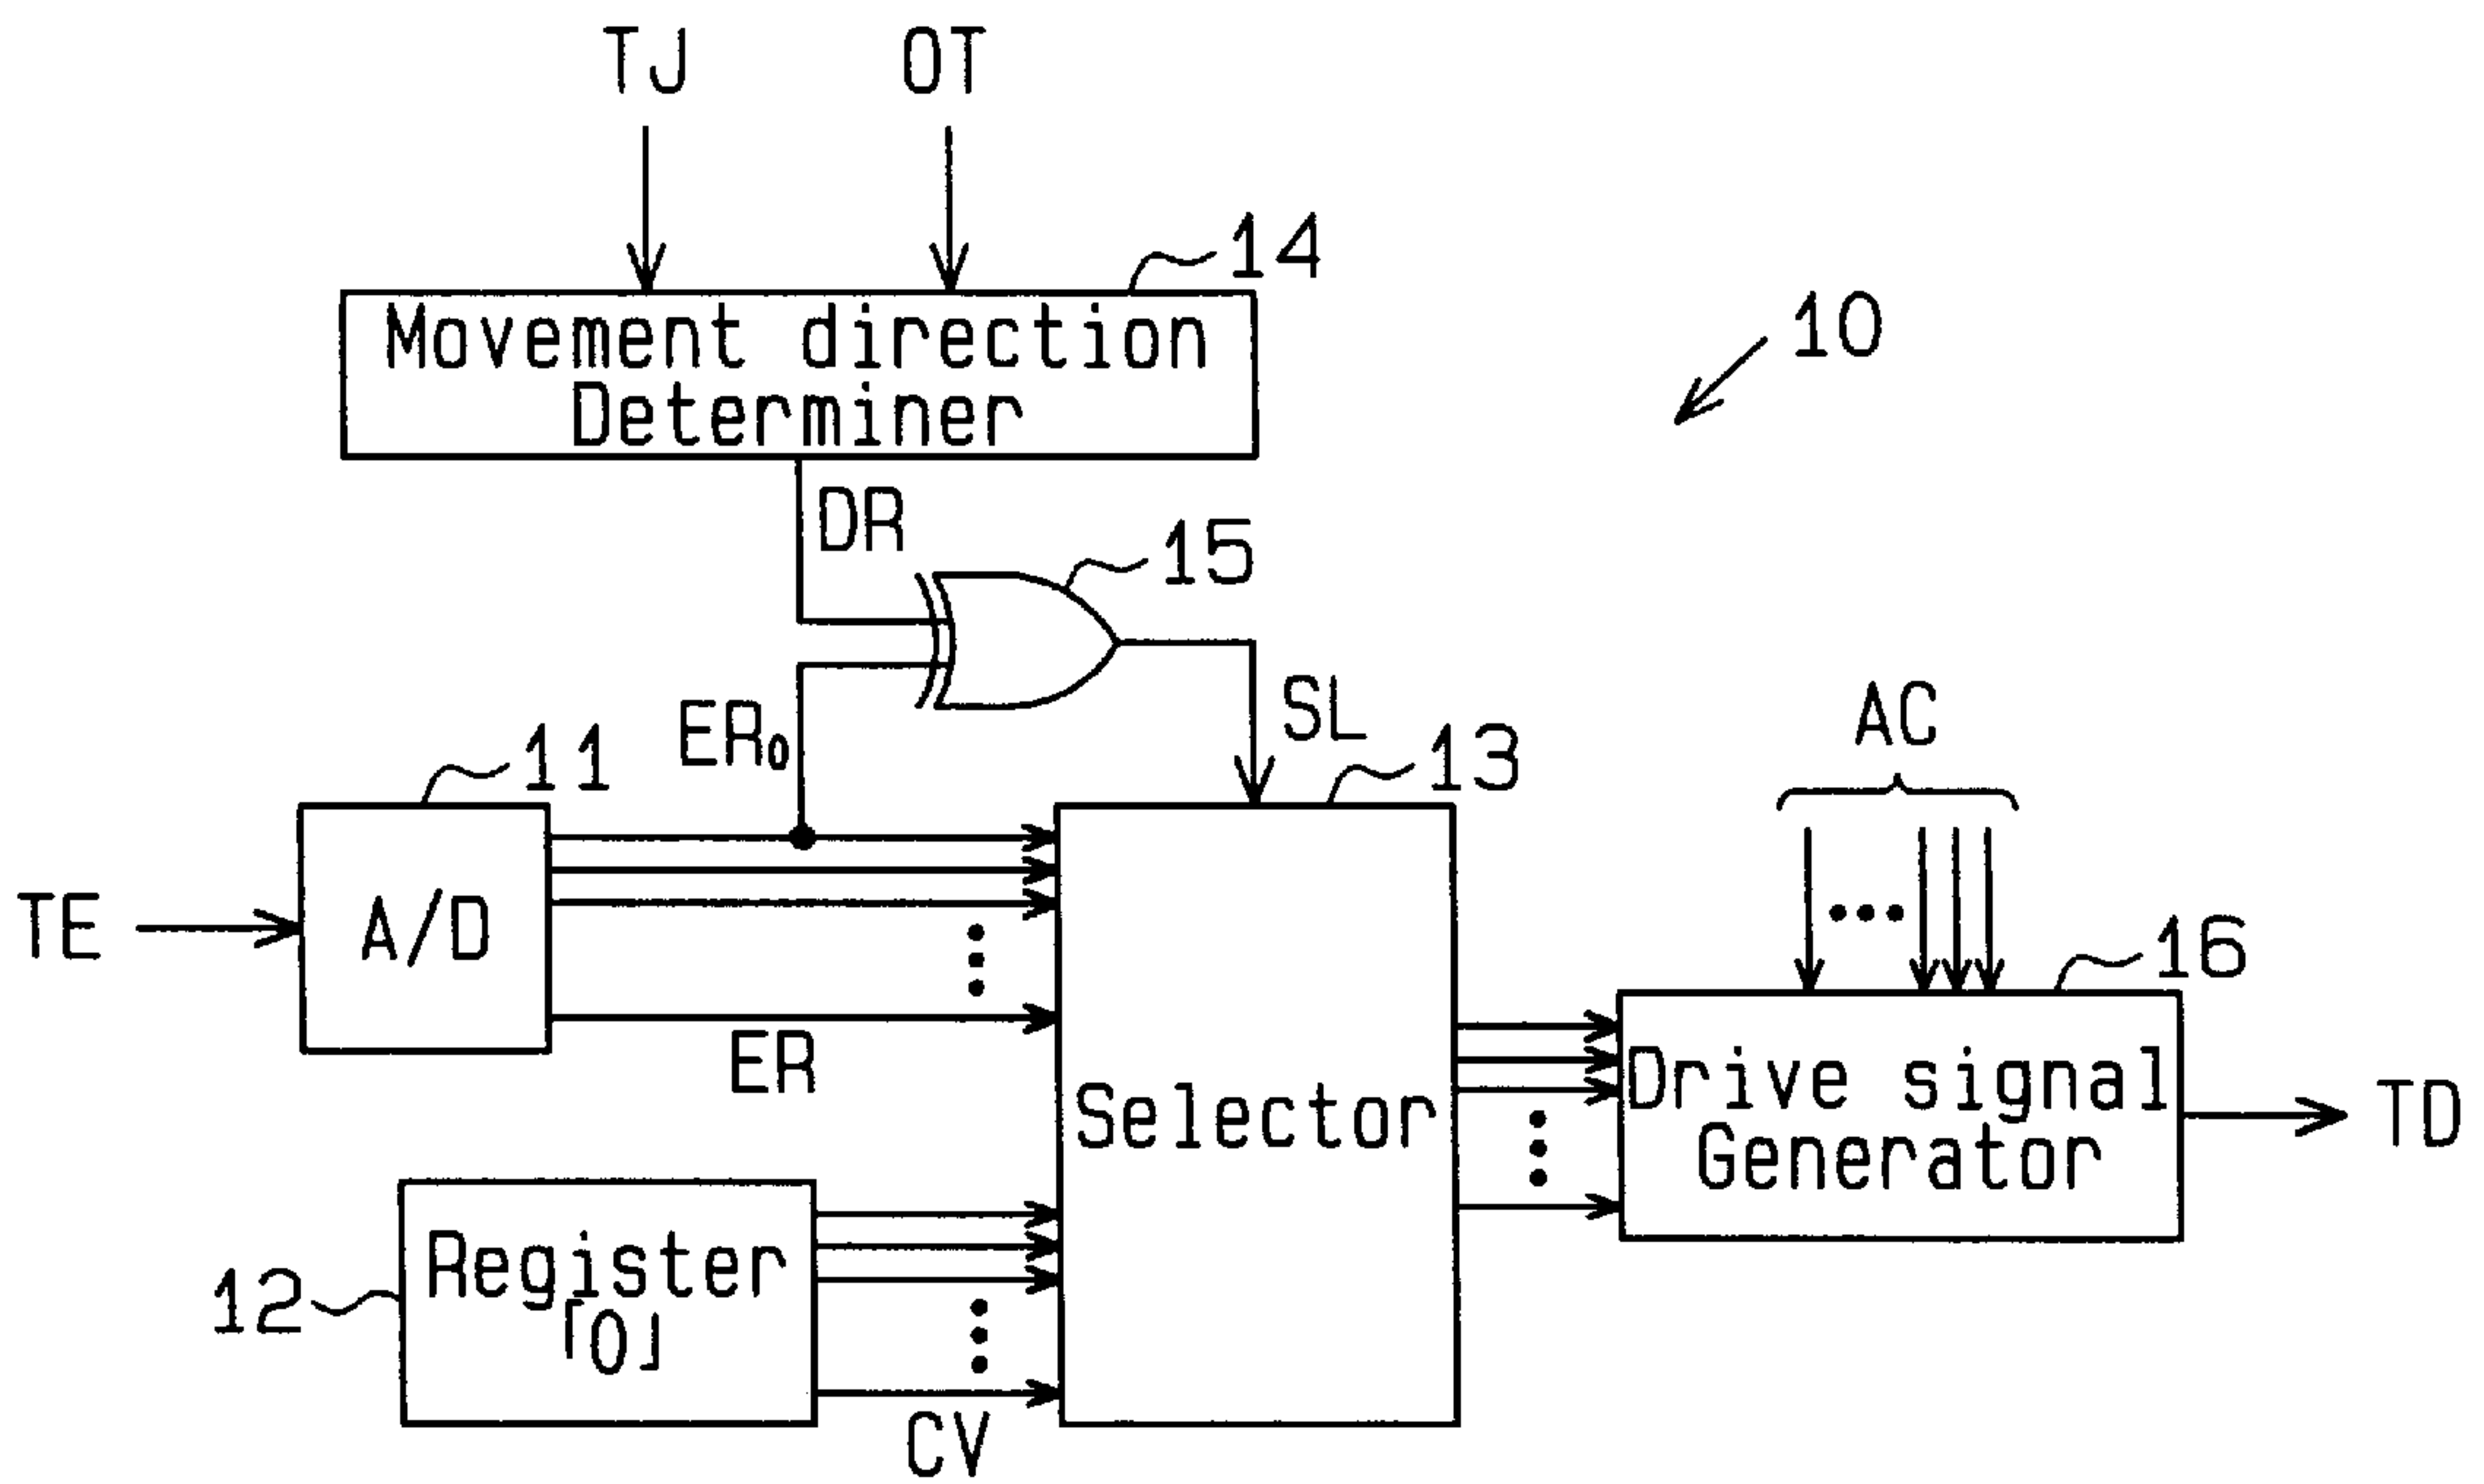 TJ
OT
14
Movement direction
Determiner
10
DR
15
ER₀
SL
AC
11
13
TE
A/D
16
ER
Drive signal
Generator
TD
Selector
12
Register
「0」
CV